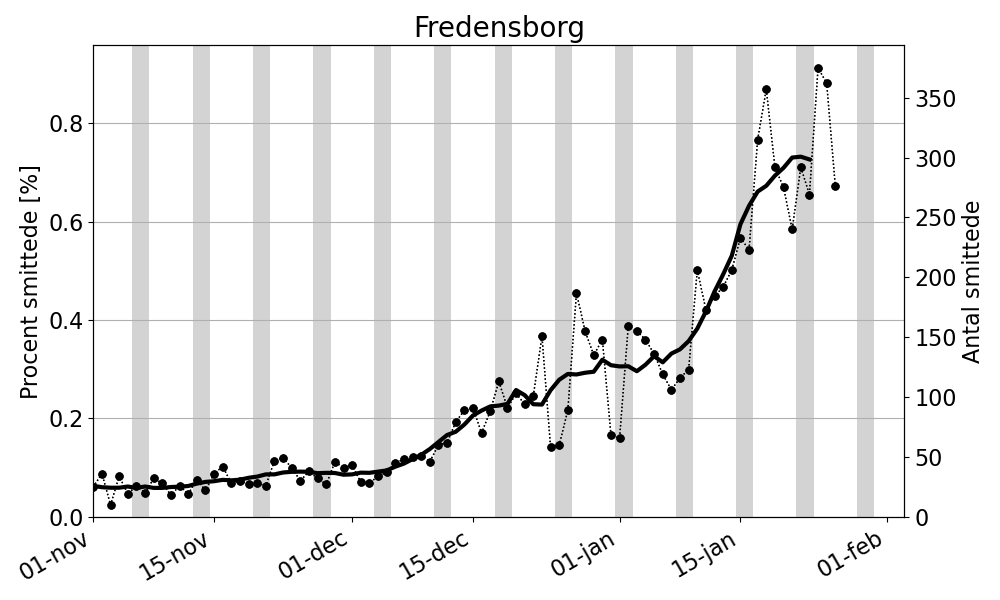 Fredensborg
Procent smittede [%]
0.8
0.6
0.4
0.2
0.0
350
300
250
200
150
100
50
0
Antal smittede
01-nov
15-nov
01-dec
15-dec
01-jan
15-jan
01-feb